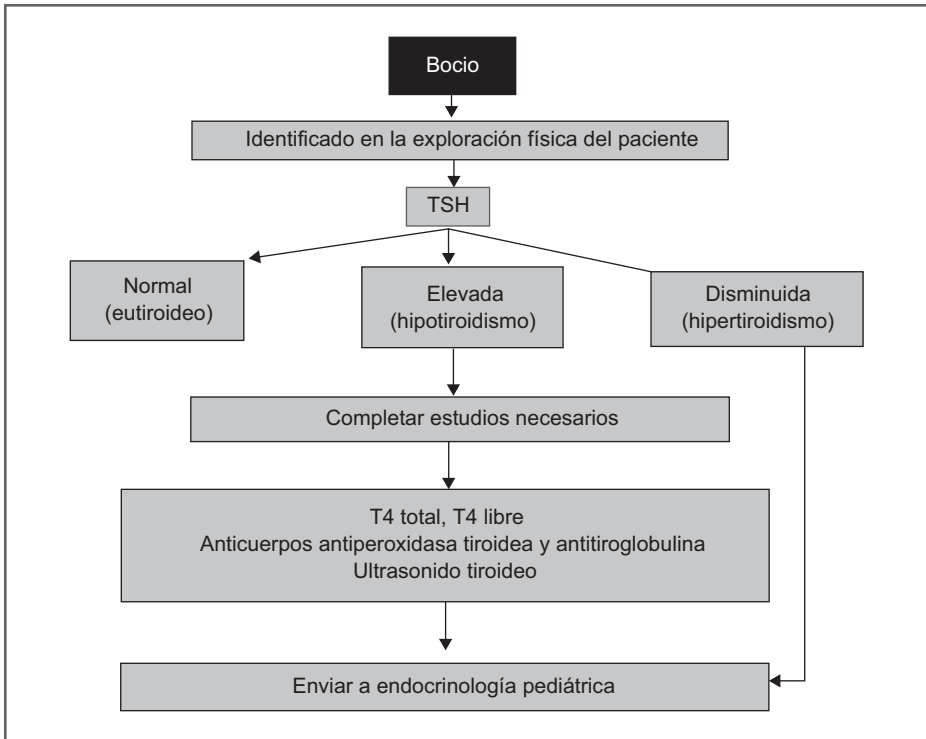 Bocio
Identificado en la exploración física del paciente
TSH
Normal
(eutiroideo)
Elevada
(hipotiroidismo)
Disminuida
(hipertiroidismo)
Completar estudios necesarios
T4 total, T4 libre
Anticuerpos antiperoxidasa tiroidea y antitiroglobulina
Ultrasonido tiroideo
Enviar a endocrinología pediátrica